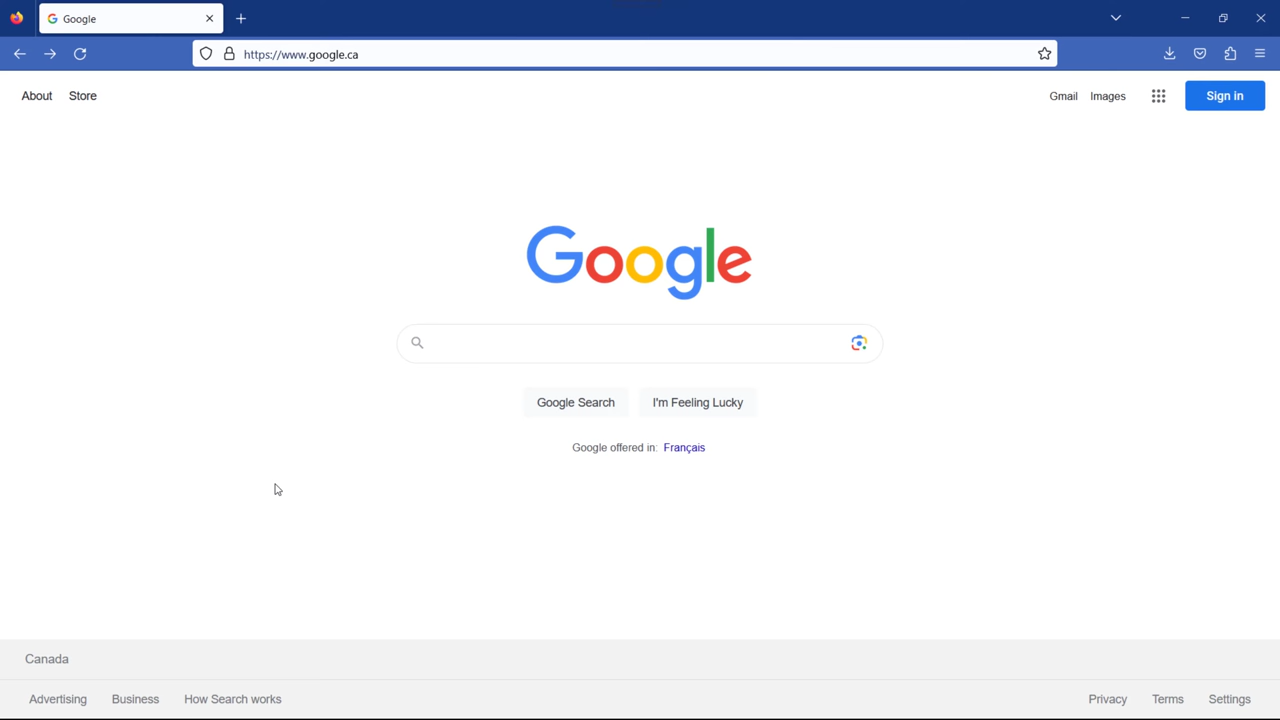 Google
https://www.google.ca
About Store Gmail Images Sign in
Google
Google Search I'm Feeling Lucky
Google offered in: Français
Canada
Advertising Business How Search works Privacy Terms Settings